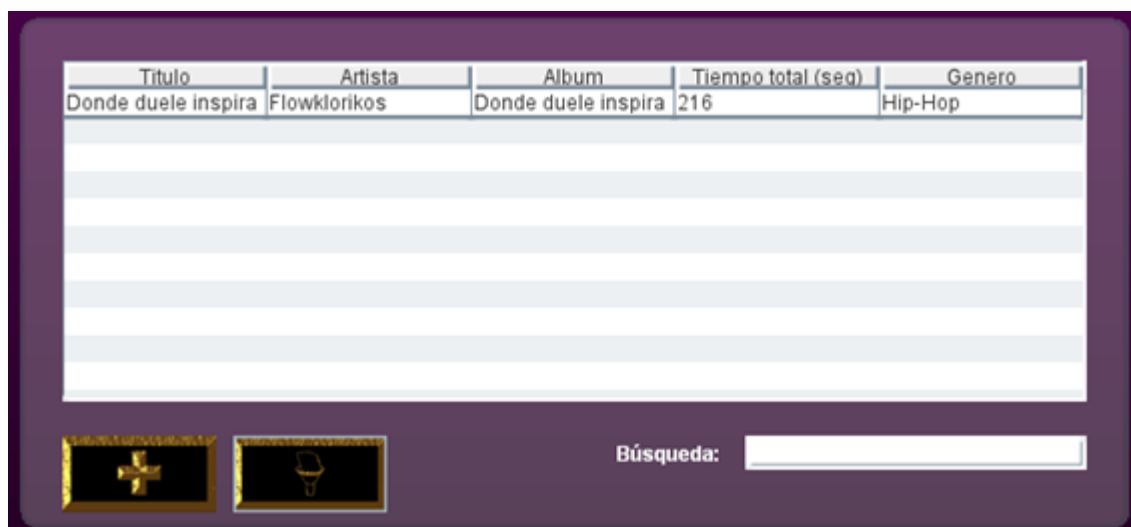 Titulo Artista Album Tiempo total (seg) Genero
Donde duele inspira Flowklorikos Donde duele inspira 216 Hip-Hop
Búsqueda: